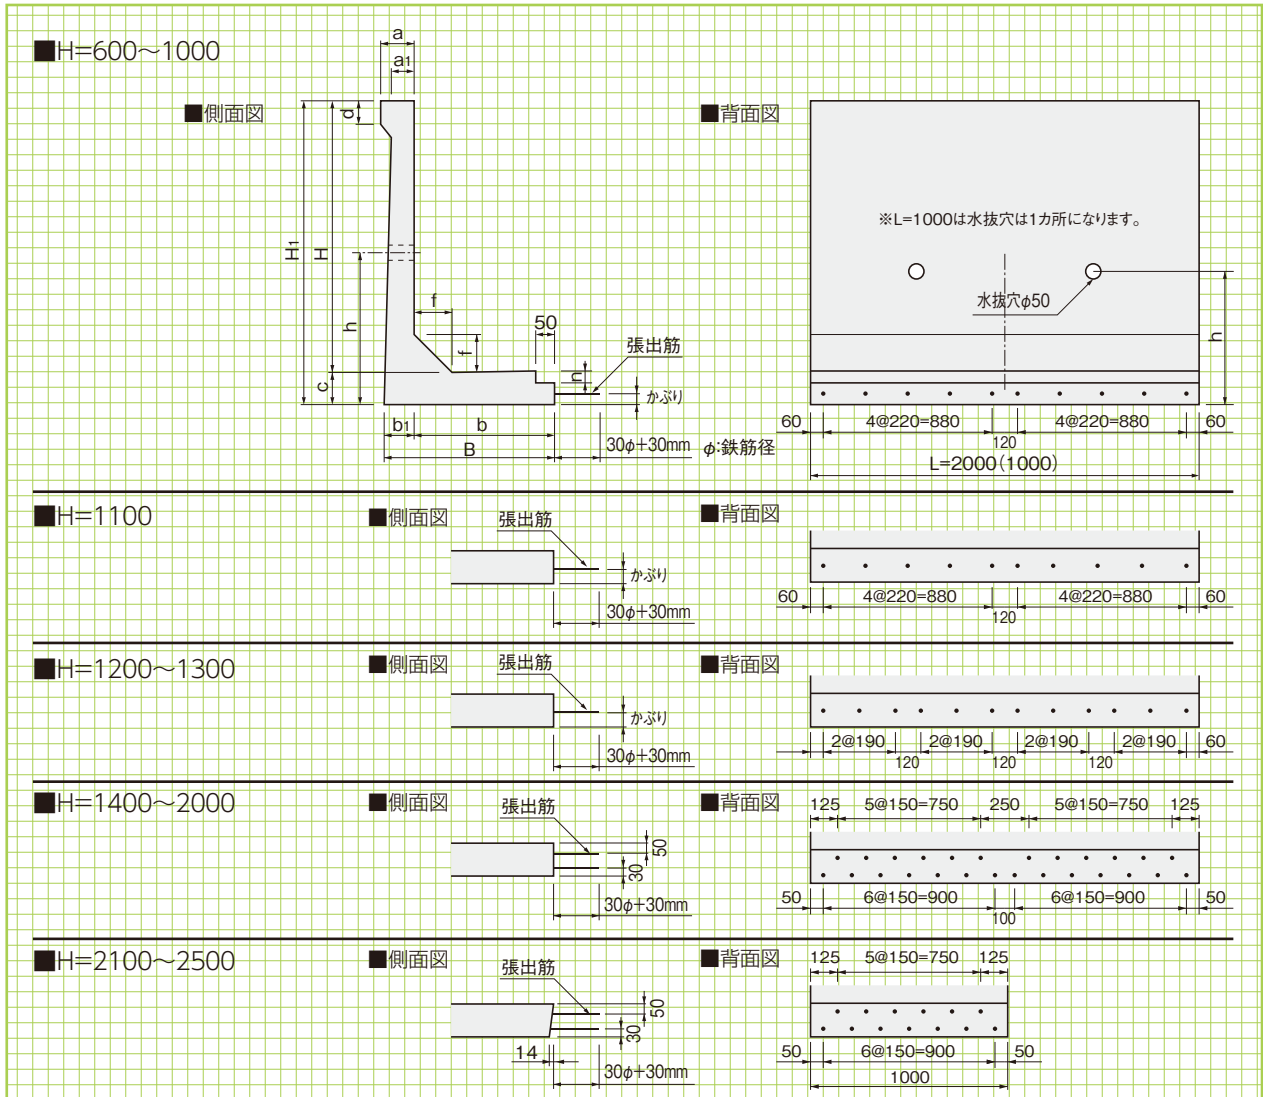 ■H=600～1000
■側面図
a
a1
d
H1
H
h
c
f
f
50
n
張出筋
かぶり
b1
b
B
30φ+30mm
φ:鉄筋径
■背面図
※L=1000は水抜穴は1カ所になります。
水抜穴φ50
h
60
4@220=880
120
4@220=880
60
L=2000(1000)
■H=1100
■側面図
張出筋
かぶり
30φ+30mm
■背面図
60
4@220=880
120
4@220=880
60
■H=1200～1300
■側面図
張出筋
かぶり
30φ+30mm
■背面図
2@190
120
2@190
120
2@190
120
2@190
60
■H=1400～2000
■側面図
張出筋
50
30
30φ+30mm
■背面図
125
5@150=750
250
5@150=750
125
50
6@150=900
100
6@150=900
50
■H=2100～2500
■側面図
張出筋
50
30
14
30φ+30mm
■背面図
125
5@150=750
125
50
6@150=900
50
1000